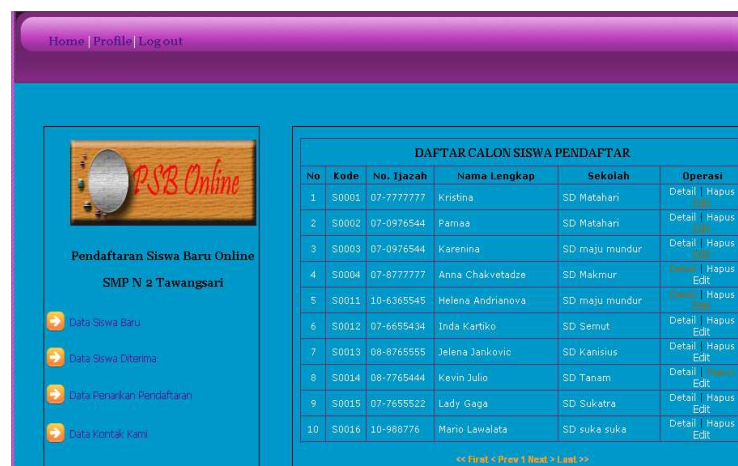 Home | Profile| Logout
PSB Online
Pendaftaran Siswa Baru Online
SMP N 2 Tawangsari
Data Siswa Baru
Data Siswa Diterima
Data Penarikan Pendaftaran
Data Kontak Kami
DAFTAR CALON SISWA PENDAFTAR
No Kode No. Ijazah Nama Lengkap Sekolah Operasi
1 S0001 07-7777777 Kristina SD Matahari Detail | Hapus
Edit
2 S0002 07-0976544 Pamaa SD Matahari Detail | Hapus
Edit
3 S0003 07-0976544 Karenina SD maju mundur Detail | Hapus
Edit
4 S0004 07-8777777 Anna Chakvetadze SD Makmur Detail | Hapus
Edit
5 S0011 10-6365545 Helena Andrianova SD maju mundur Detail | Hapus
Edit
6 S0012 07-6655434 Inda Kartiko SD Semut Detail | Hapus
Edit
7 S0013 08-8765555 Jelena Jankovic SD Kanisius Detail | Hapus
Edit
8 S0014 08-7765444 Kevin Julio SD Tanam Detail | Hapus
Edit
9 S0015 07-7655522 Lady Gaga SD Sukatra Detail | Hapus
Edit
10 S0016 10-988776 Mario Lawalata SD suka suka Detail | Hapus
Edit
<< First < Prev 1 Next > Last >>